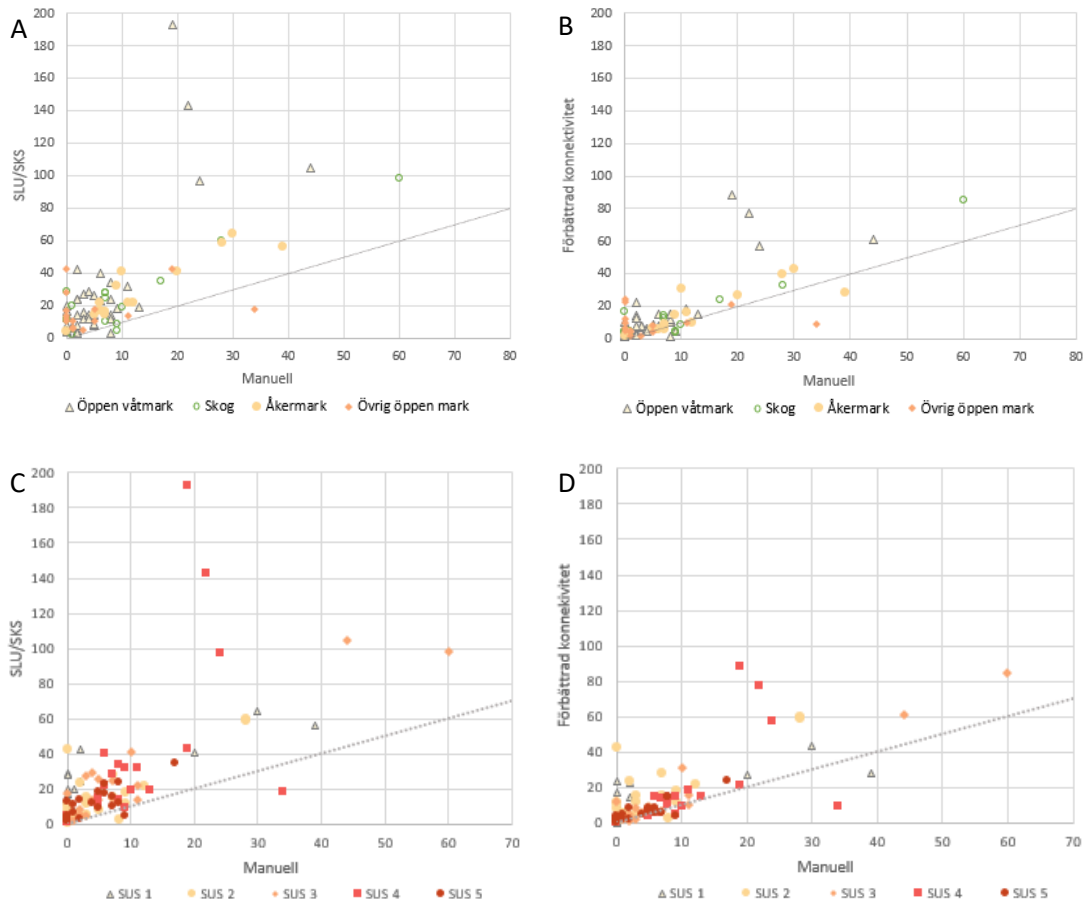 A
200
180
160
140
120
100
80
60
40
20
0
SLU/SKS
0 10 20 30 40 50 60 70 80
Manuell
Öppen våtmark Skog Åkermark Övrig öppen mark
B
200
180
160
140
120
100
80
60
40
20
0
Förbättrad konnektivitet
0 10 20 30 40 50 60 70 80
Manuell
Öppen våtmark Skog Åkermark Övrig öppen mark
C
200
180
160
140
120
100
80
60
40
20
0
SLU/SKS
0 10 20 30 40 50 60 70
Manuell
SUS 1 SUS 2 SUS 3 SUS 4 SUS 5
D
200
180
160
140
120
100
80
60
40
20
0
Förbättrad konnekivitet
0 10 20 30 40 50 60 70
Manuell
SUS 1 SUS 2 SUS 3 SUS 4 SUS 5